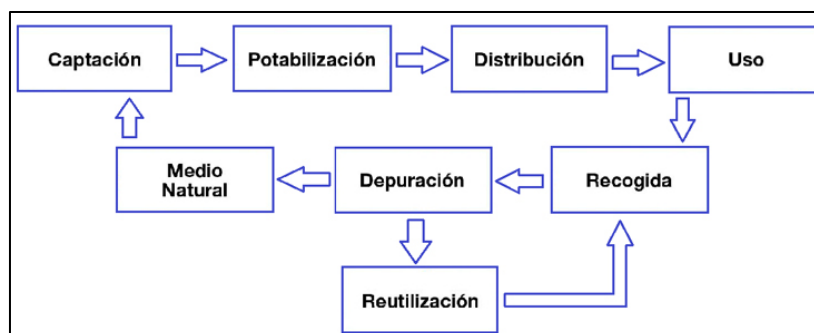 Captación
Potabilización
Distribución
Uso
Medio
Natural
Depuración
Recogida
Reutilización